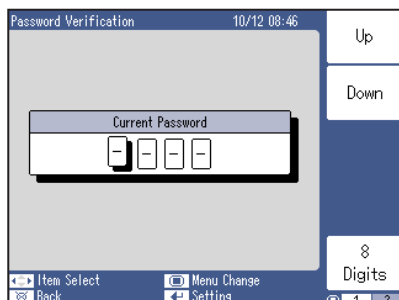 Password Verification 10/12 08:46
Up
Down
Current Password
- - - -
8
Digits
Item Select Menu Change
Back Setting
1 2